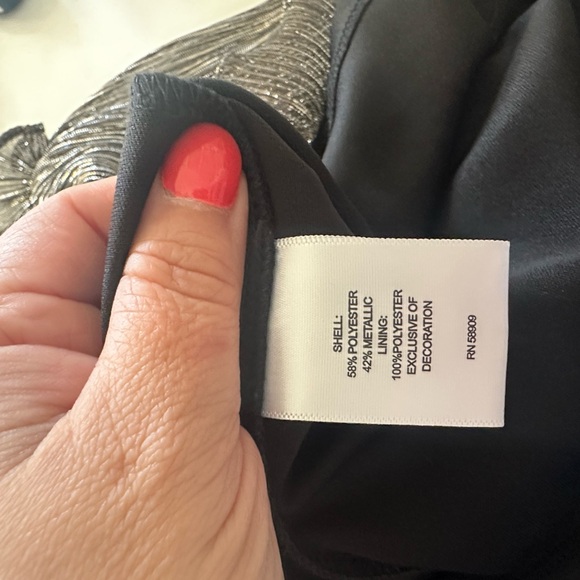 SHELL:
58% POLYESTER
42% METALLIC
LINING:
100%POLYESTER
EXCLUSIVE OF
DECORATION
RN 58909